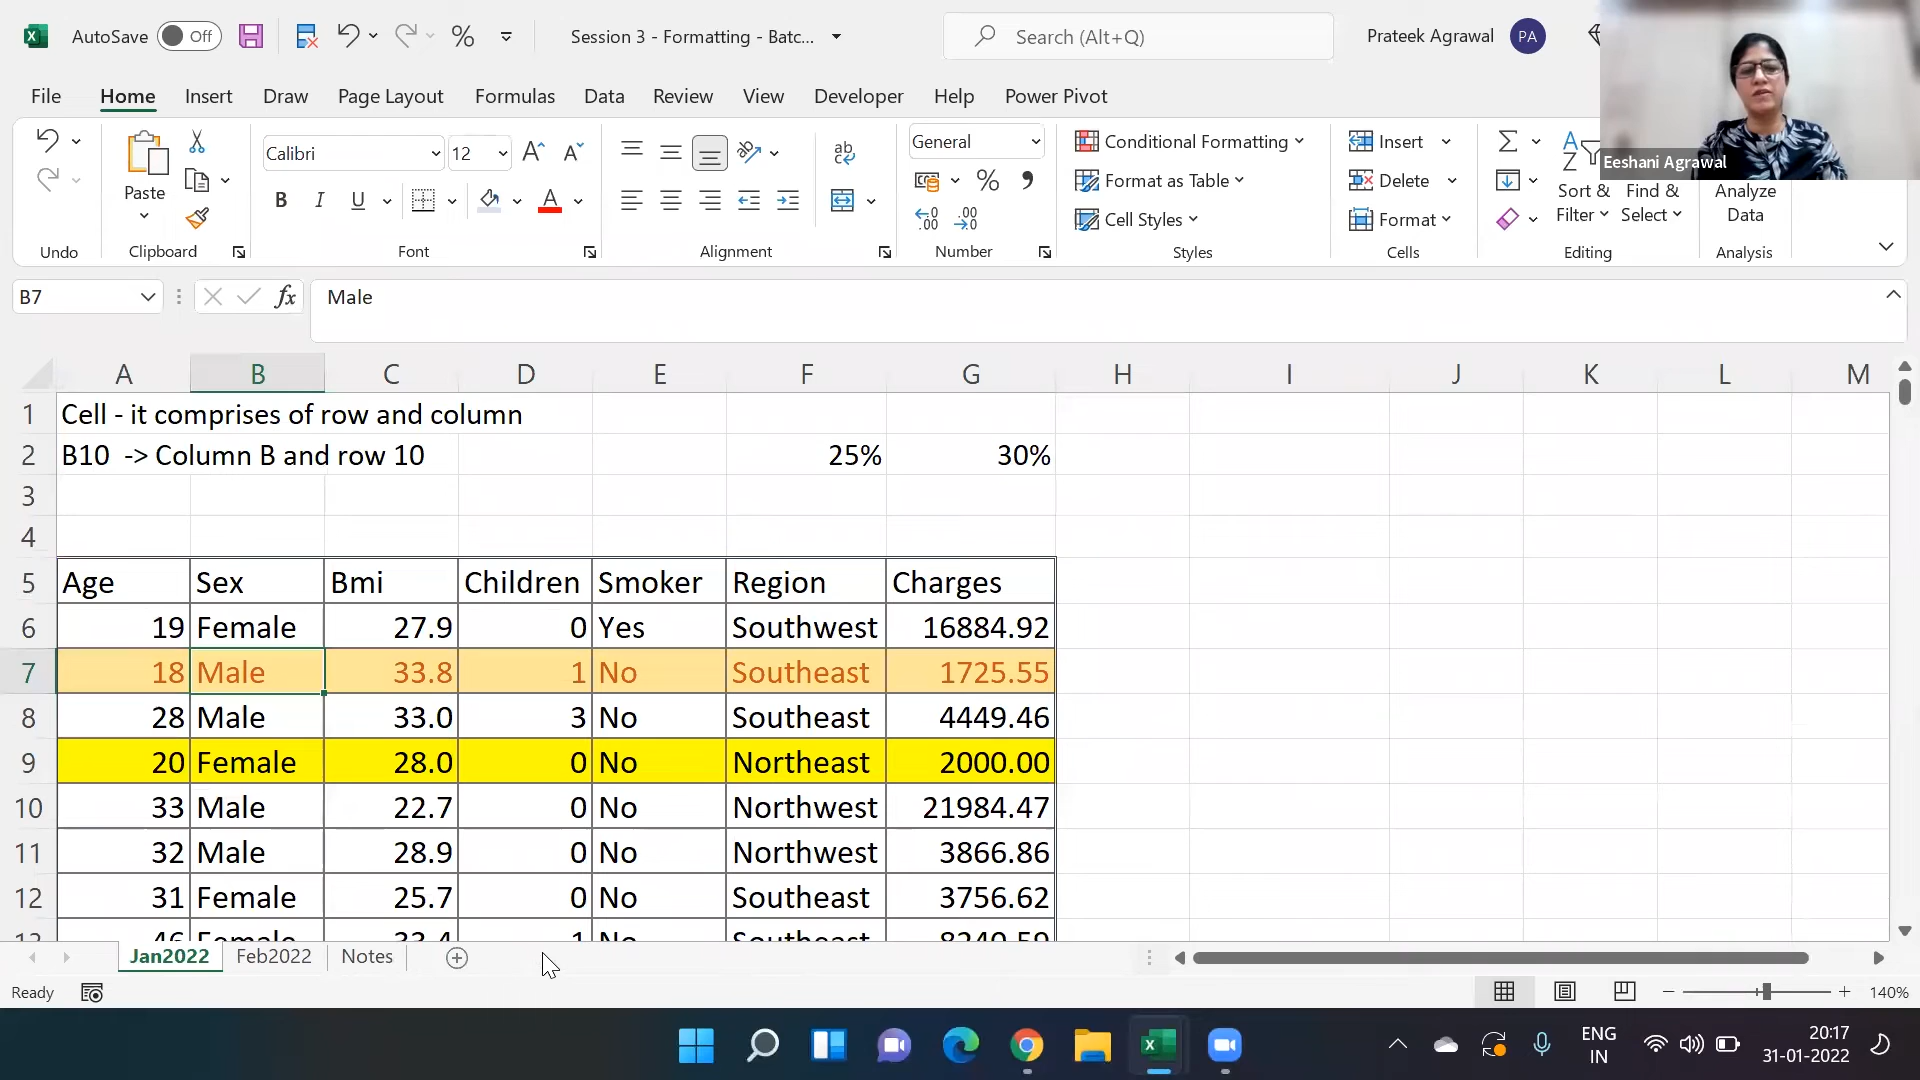 AutoSave Off Session 3 - Formatting - Batc... Search (Alt+Q) Prateek Agrawal PA
File Home Insert Draw Page Layout Formulas Data Review View Developer Help Power Pivot
Eeshani Agrawal
Paste
Calibri 12
B I U
ab
General
% ,
Conditional Formatting
Format as Table
Cell Styles
Insert
Delete
Format
Sort & Filter
Find & Select
Analyze Data
Undo Clipboard Font Alignment Number Styles Cells Editing Analysis
B7 fx Male
A B C D E F G H I J K L M
1 Cell - it comprises of row and column
2 B10 -> Column B and row 10 25% 30%
3
4
5 Age Sex Bmi Children Smoker Region Charges
6 19 Female 27.9 0 Yes Southwest 16884.92
7 18 Male 33.8 1 No Southeast 1725.55
8 28 Male 33.0 3 No Southeast 4449.46
9 20 Female 28.0 0 No Northeast 2000.00
10 33 Male 22.7 0 No Northwest 21984.47
11 32 Male 28.9 0 No Northwest 3866.86
12 31 Female 25.7 0 No Southeast 3756.62
13 46 Female 33.4 1 No Southeast 8240.59
Jan2022 Feb2022 Notes
Ready 140%
ENG IN
20:17
31-01-2022